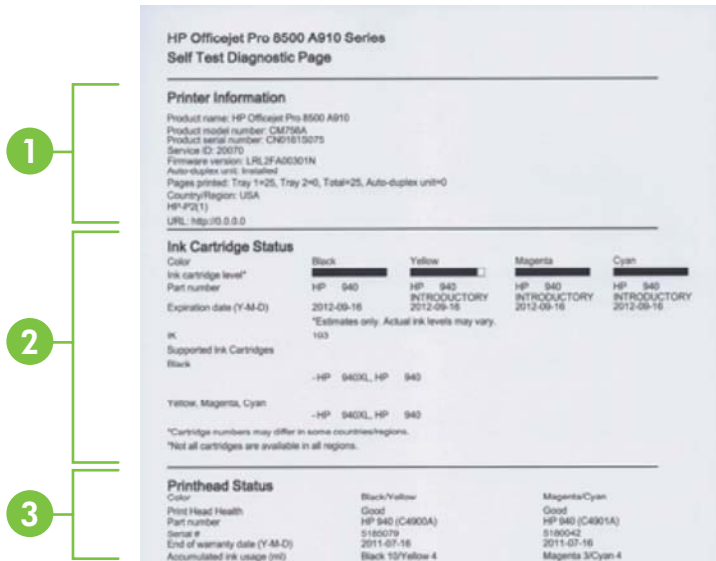 HP Officejet Pro 8500 A910 Series
Self Test Diagnostic Page
1
Printer Information
Product name: HP Officejet Pro 8500 A910
Product model number: CM756A
Product serial number: CN01615075
Service ID: 20070
Firmware version: LRL2FA00301N
Auto-duplex unit: Installed
Pages printed: Tray 1=25, Tray 2=0, Total=25, Auto-duplex unit=0
Country/Region: USA
HP-P2(1)
URL: http://0.0.0.0
2
Ink Cartridge Status
Color Black Yellow Magenta Cyan
Ink cartridge level*
Part number HP 940 HP 940 HP 940 HP 940
INTRODUCTORY INTRODUCTORY INTRODUCTORY
Expiration date (Y-M-D) 2012-09-16 2012-09-16 2012-09-16 2012-09-16
*Estimates only. Actual ink levels may vary.
IK 103
Supported Ink Cartridges
Black
-HP 940XL, HP 940
Yellow, Magenta, Cyan
-HP 940XL, HP 940
*Cartridge numbers may differ in some countries/regions.
*Not all cartridges are available in all regions.
3
Printhead Status
Color Black/Yellow Magenta/Cyan
Print Head Health Good Good
Part number HP 940 (C4900A) HP 940 (C4901A)
Serial # 5185079 5180042
End of warranty date (Y-M-D) 2011-07-16 2011-07-16
Accumulated ink usage (ml) Black 10/Yellow 4 Magenta 3/Cyan 4